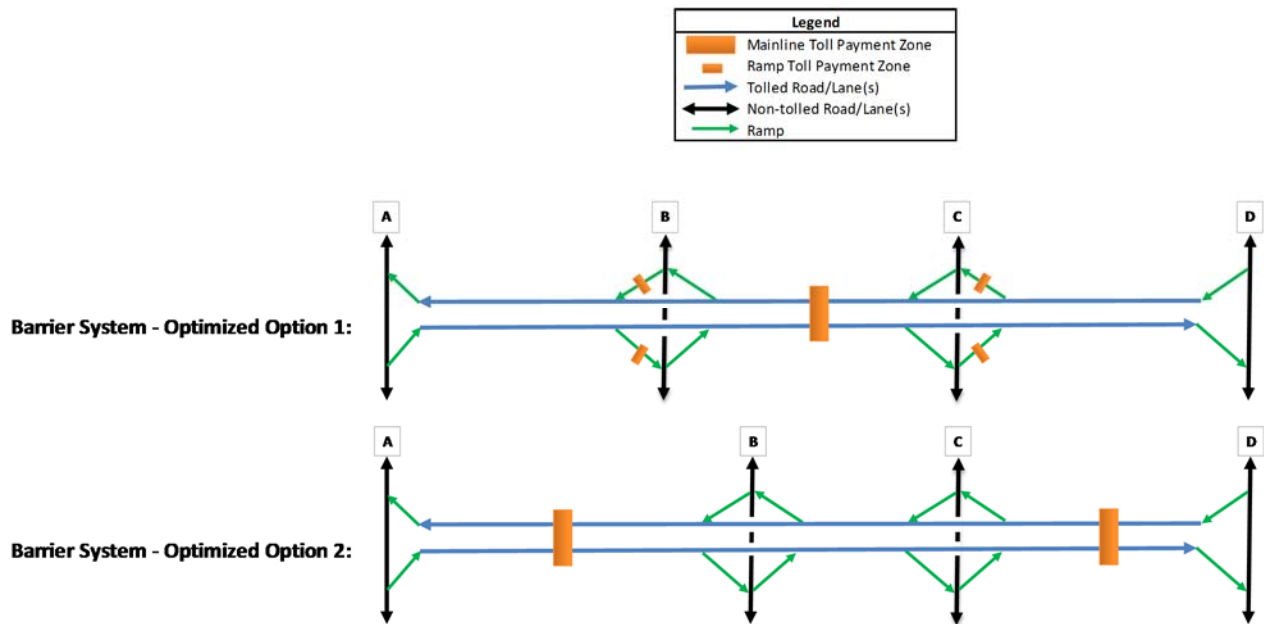 Legend
Mainline Toll Payment Zone
Ramp Toll Payment Zone
Tolled Road/Lane(s)
Non-tolled Road/Lane(s)
Ramp
A
B
C
D
Barrier System - Optimized Option 1:
A
B
C
D
Barrier System - Optimized Option 2: